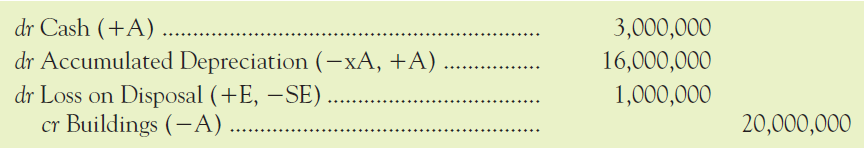 dr Cash (+A) ........................................................................................ 3,000,000
dr Accumulated Depreciation (−xA, +A) ...................... 16,000,000
dr Loss on Disposal (+E, −SE) ................................................ 1,000,000
cr Buildings (−A) ...................................................................... 20,000,000